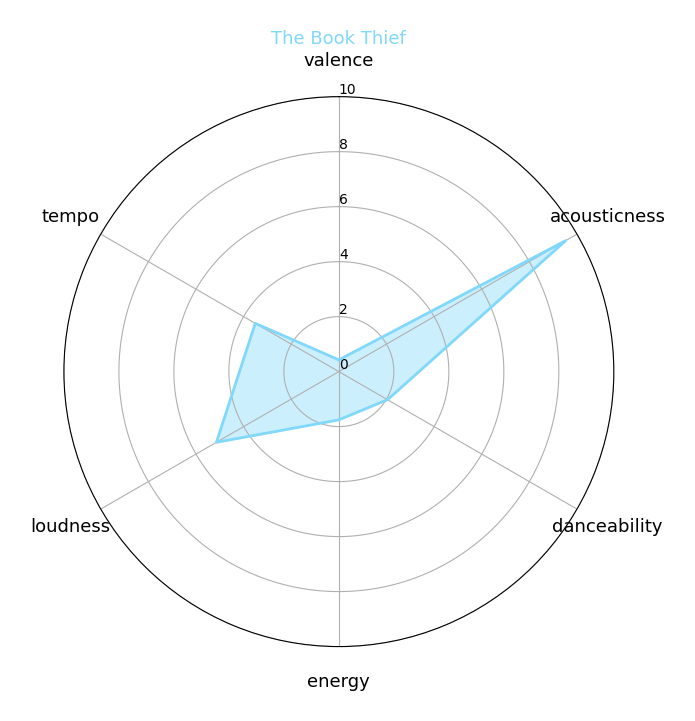 The Book Thief
valence
10
8
tempo
6
acousticness
4
2
0
loudness
danceability
energy